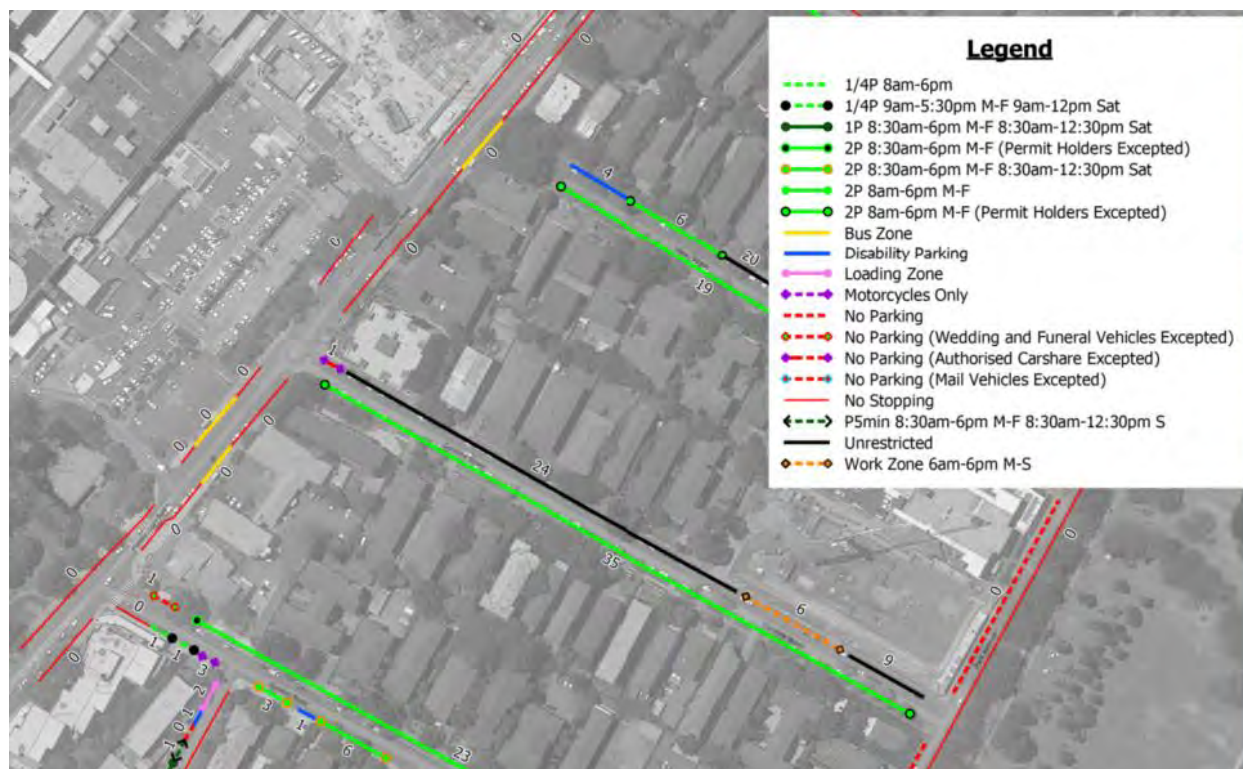 Legend
1/4P 8am-6pm
1/4P 9am-5:30pm M-F 9am-12pm Sat
1P 8:30am-6pm M-F 8:30am-12:30pm Sat
2P 8:30am-6pm M-F (Permit Holders Excepted)
2P 8:30am-6pm M-F 8:30am-12:30pm Sat
2P 8am-6pm M-F
2P 8am-6pm M-F (Permit Holders Excepted)
Bus Zone
Disability Parking
Loading Zone
Motorcycles Only
No Parking
No Parking (Wedding and Funeral Vehicles Excepted)
No Parking (Authorised Carshare Excepted)
No Parking (Mail Vehicles Excepted)
No Stopping
P5min 8:30am-6pm M-F 8:30am-12:30pm S
Unrestricted
Work Zone 6am-6pm M-S
0
0
0
4
6
20
19
0
0
1
0
0
0
0
0
0
24
35
6
9
0
0
0
0
1
0
1
1
3
2
1
0
1
3
1
6
23